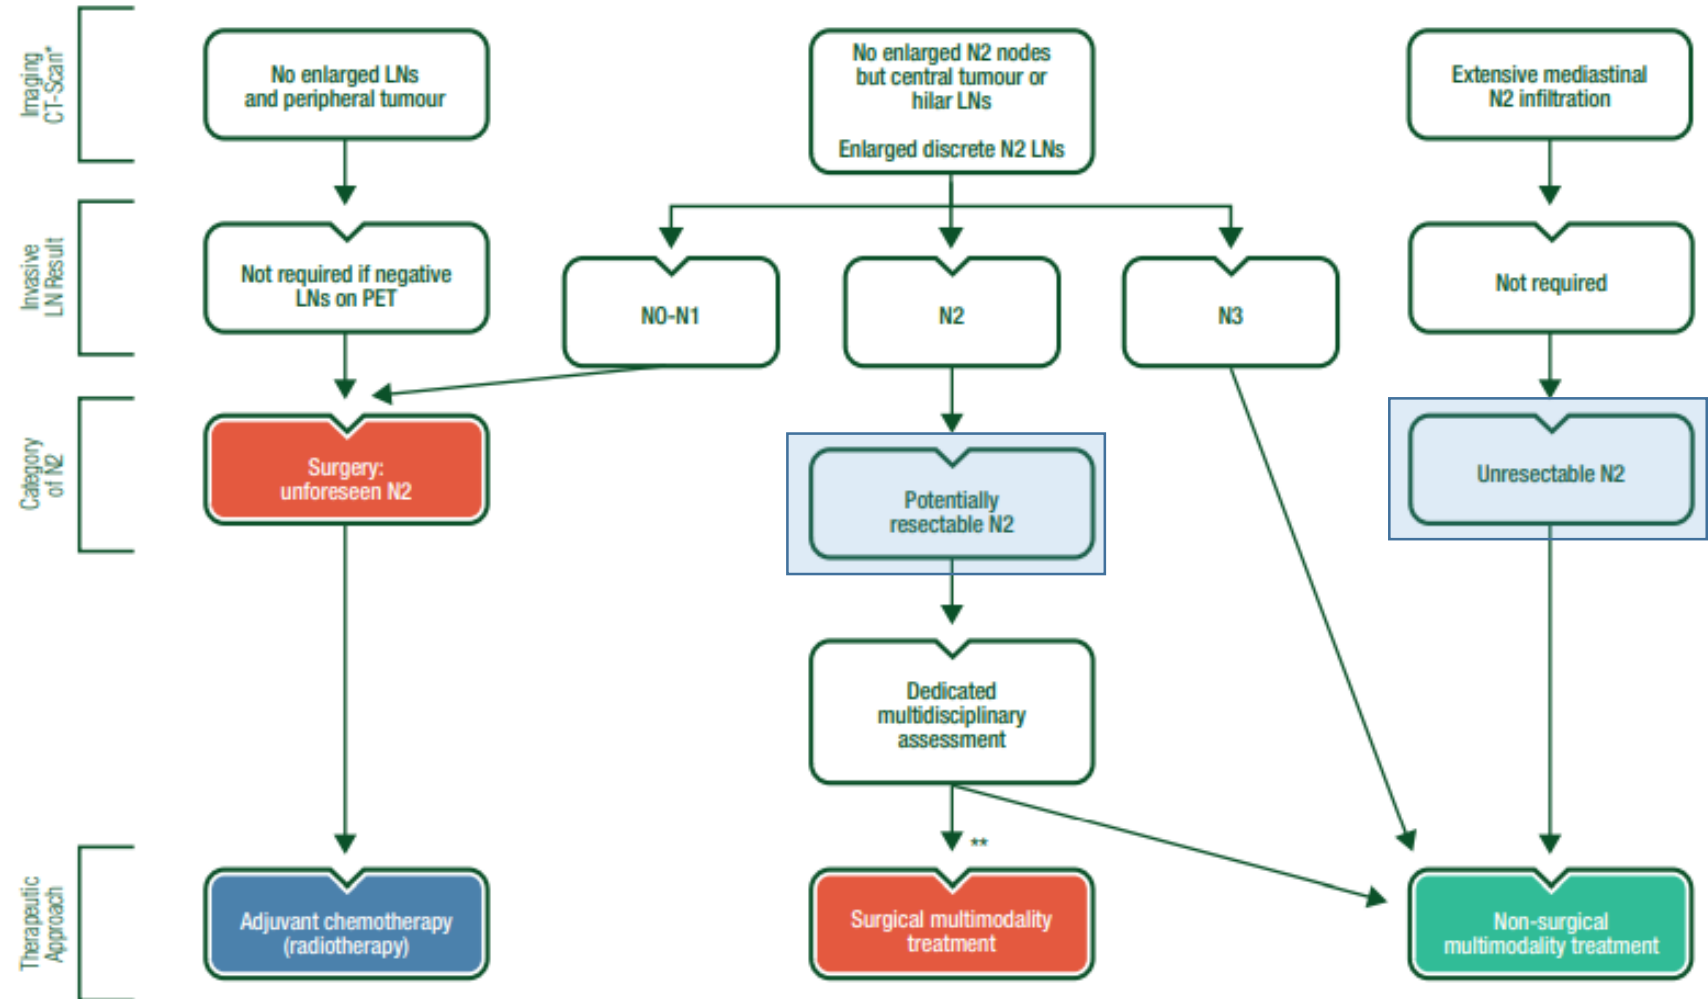 Imaging
CT-Scan*
No enlarged LNs
and peripheral tumour
No enlarged N2 nodes
but central tumour or
hilar LNs
Enlarged discrete N2 LNs
Extensive mediastinal
N2 infiltration
Invasive
LN Result
Not required if negative
LNs on PET
NO-N1
N2
N3
Not required
Category
of N2
Surgery:
unforeseen N2
Potentially
resectable N2
Unresectable N2
Dedicated
multidisciplinary
assessment
**
Therapeutic
Approach
Adjuvant chemotherapy
(radiotherapy)
Surgical multimodality
treatment
Non-surgical
multimodality treatment